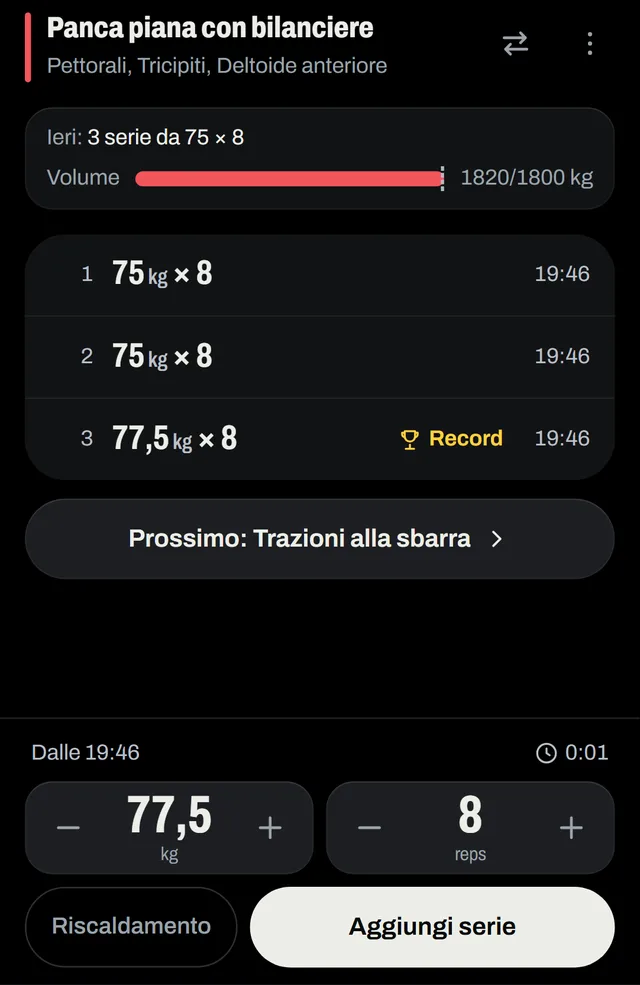 Panca piana con bilanciere
Pettorali, Tricipiti, Deltoide anteriore
Ieri: 3 serie da 75 × 8
Volume 1820/1800 kg
1 75 kg × 8 19:46
2 75 kg × 8 19:46
3 77,5 kg × 8 Record 19:46
Prossimo: Trazioni alla sbarra
Dalle 19:46 0:01
77,5 8
kg reps
Riscaldamento Aggiungi serie